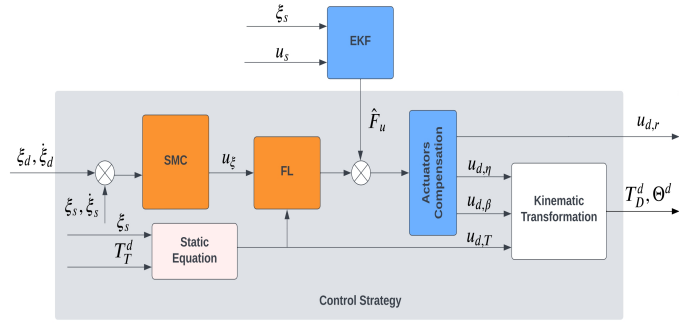 ξ_s
u_s
EKF
F̂_u
ξ_d, ξ̇_d
ξ_s, ξ̇_s
SMC
u_ξ
FL
Actuators
Compensation
u_{d,r}
u_{d,η}
u_{d,β}
u_{d,T}
Kinematic
Transformation
T_D^d, Θ^d
ξ_s
T_T^d
Static
Equation
Control Strategy